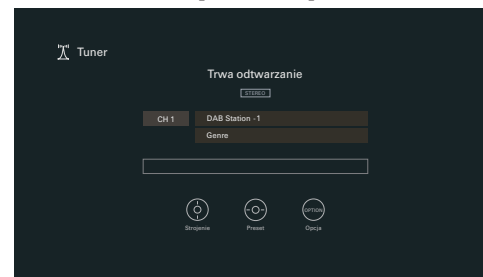 Tuner
Trwa odtwarzanie
STEREO
CH 1
DAB Station -1
Genre
OPTION
Strojenie
Preset
Opcja